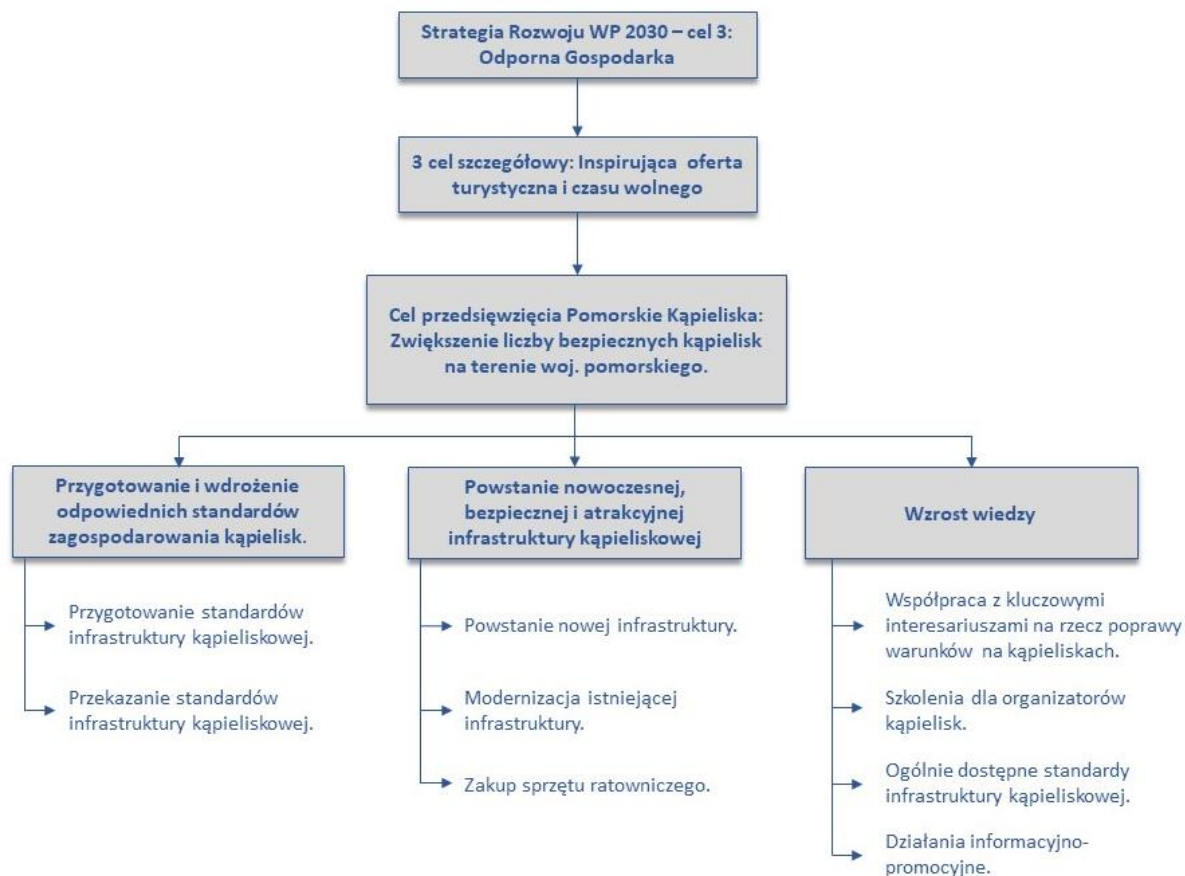 Strategia Rozwoju WP 2030 – cel 3:
Odporna Gospodarka
3 cel szczegółowy: Inspirująca oferta
turystyczna i czasu wolnego
Cel przedsięwzięcia Pomorskie Kąpieliska:
Zwiększenie liczby bezpiecznych kąpielisk
na terenie woj. pomorskiego.
Przygotowanie i wdrożenie
odpowiednich standardów
zagospodarowania kąpielisk.
Przygotowanie standardów
infrastruktury kąpieliskowej.
Przekazanie standardów
infrastruktury kąpieliskowej.
Powstanie nowoczesnej,
bezpiecznej i atrakcyjnej
infrastruktury kąpieliskowej
Powstanie nowej infrastruktury.
Modernizacja istniejącej
infrastruktury.
Zakup sprzętu ratowniczego.
Wzrost wiedzy
Współpraca z kluczowymi
interesariuszami na rzecz poprawy
warunków na kąpieliskach.
Szkolenia dla organizatorów
kąpielisk.
Ogólnie dostępne standardy
infrastruktury kąpieliskowej.
Działania informacyjno-
promocyjne.